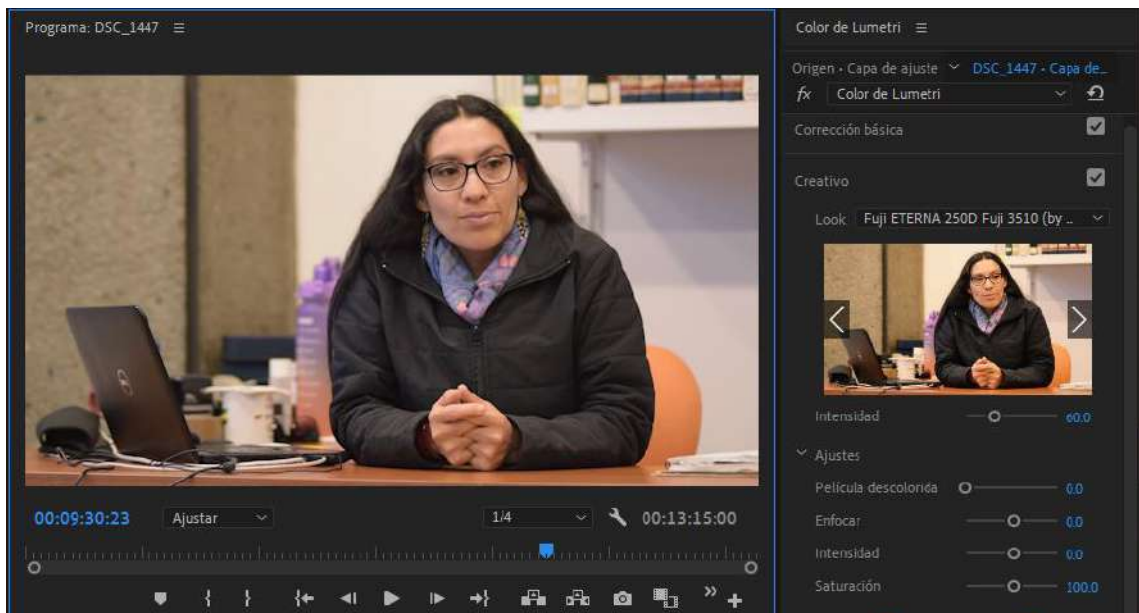 Programa: DSC_1447
Color de Lumetri
Origen · Capa de ajuste
DSC_1447 · Capa de...
fx Color de Lumetri
Corrección básica
Creativo
Look Fuji ETERNA 250D Fuji 3510 (by ...
Intensidad 60.0
Ajustes
Película descolorida 0.0
Enfocar 0.0
Intensidad 0.0
Saturación 100.0
00:09:30:23 Ajustar 1/4 00:13:15:00